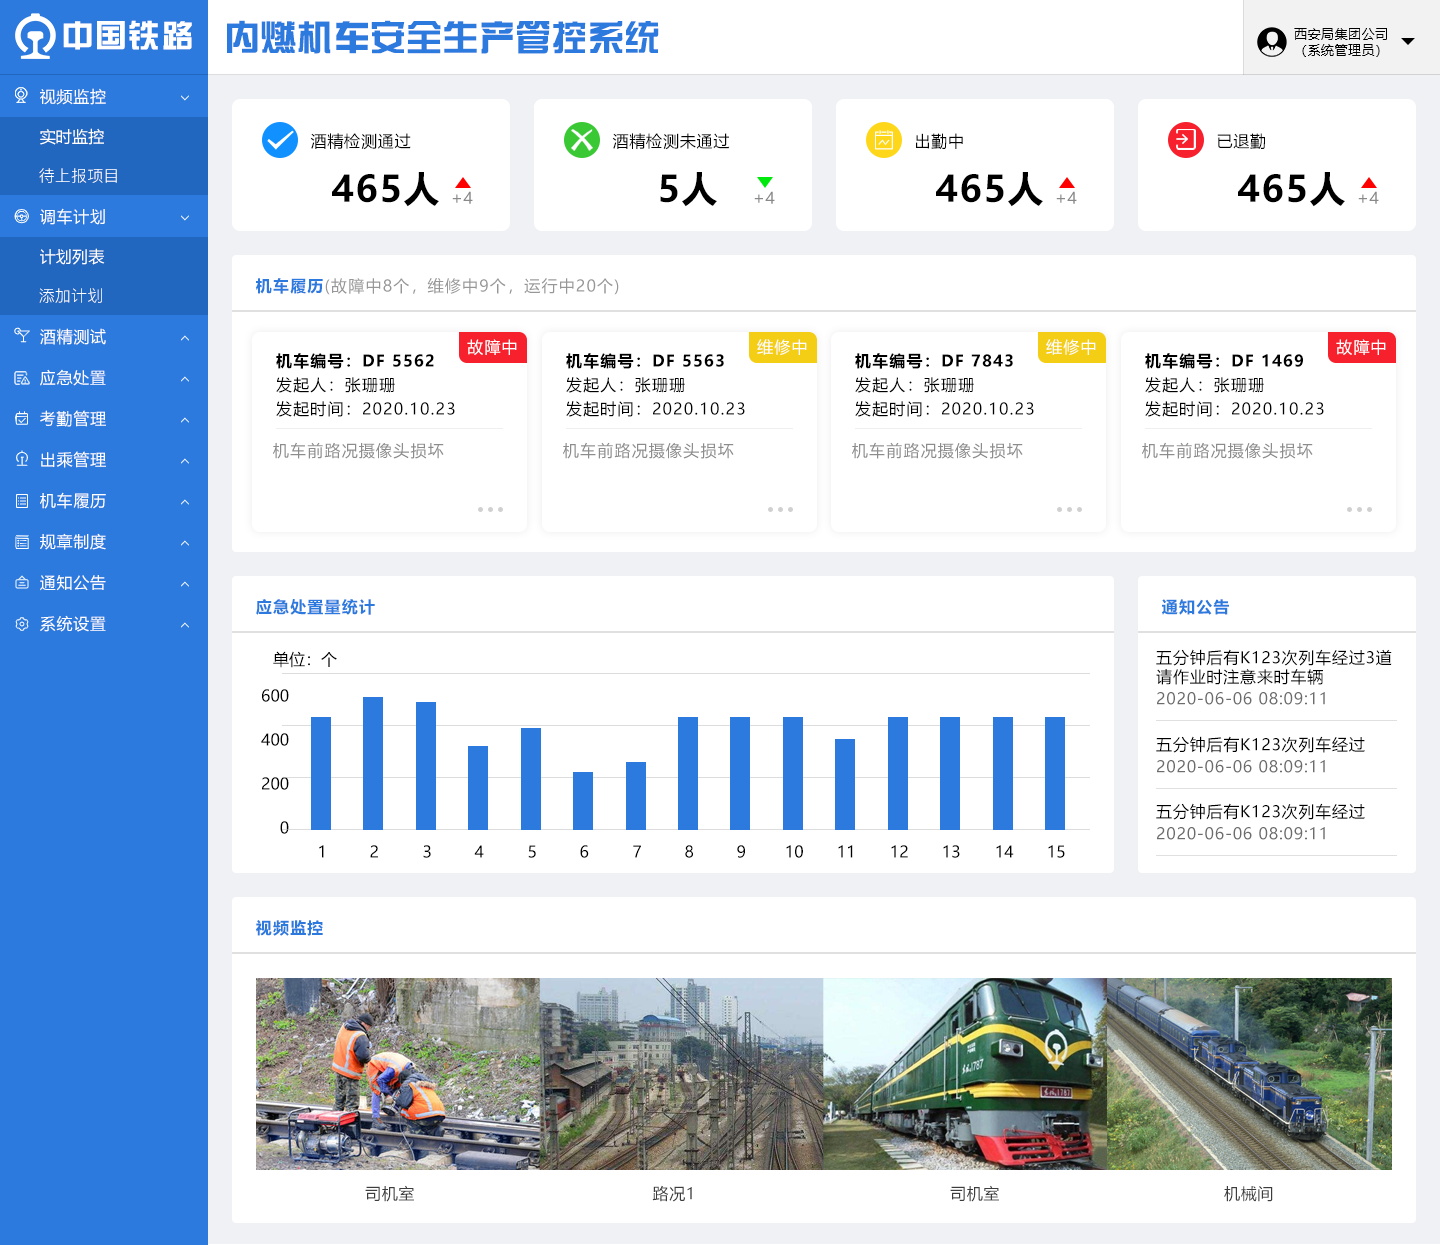 中国铁路
内燃机车安全生产管控系统
西安局集团公司
（系统管理员）
视频监控
实时监控
待上报项目
调车计划
计划列表
添加计划
酒精测试
应急处置
考勤管理
出乘管理
机车履历
规章制度
通知公告
系统设置
酒精检测通过
465人
+4
酒精检测未通过
5人
+4
出勤中
465人
+4
已退勤
465人
+4
机车履历(故障中8个，维修中9个，运行中20个)
故障中
机车编号：DF 5562
发起人：张珊珊
发起时间：2020.10.23
机车前路况摄像头损坏
维修中
机车编号：DF 5563
发起人：张珊珊
发起时间：2020.10.23
机车前路况摄像头损坏
维修中
机车编号：DF 7843
发起人：张珊珊
发起时间：2020.10.23
机车前路况摄像头损坏
故障中
机车编号：DF 1469
发起人：张珊珊
发起时间：2020.10.23
机车前路况摄像头损坏
应急处置量统计
单位：个
600
400
200
0
1 2 3 4 5 6 7 8 9 10 11 12 13 14 15
通知公告
五分钟后有K123次列车经过3道
请作业时注意来时车辆
2020-06-06 08:09:11
五分钟后有K123次列车经过
2020-06-06 08:09:11
五分钟后有K123次列车经过
2020-06-06 08:09:11
视频监控
司机室
路况1
司机室
机械间